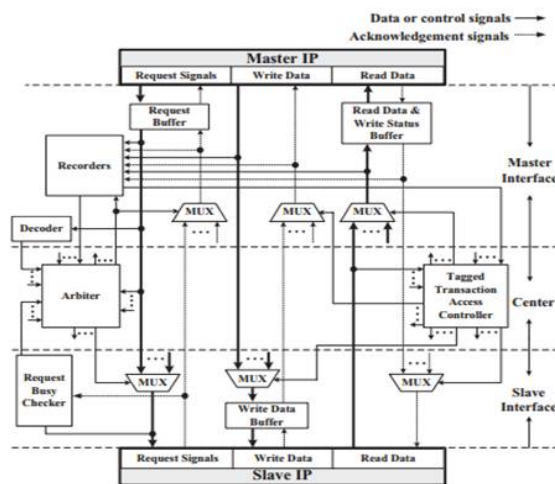 Data or control signals
Acknowledgement signals
Master IP
Request Signals Write Data Read Data
Request
Buffer
Read Data &
Write Status
Buffer
Recorders
Master
Interface
MUX MUX MUX
Decoder
Arbiter
Tagged
Transaction
Access
Controller
Center
Request
Busy
Checker
MUX MUX MUX
Slave
Interface
Write Data
Buffer
Request Signals Write Data Read Data
Slave IP